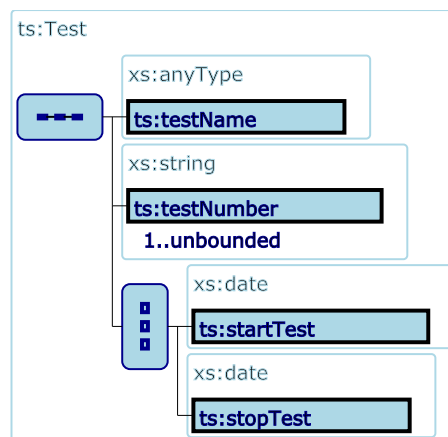 ts:Test
xs:anyType
ts:testName
xs:string
ts:testNumber
1..unbounded
xs:date
ts:startTest
xs:date
ts:stopTest